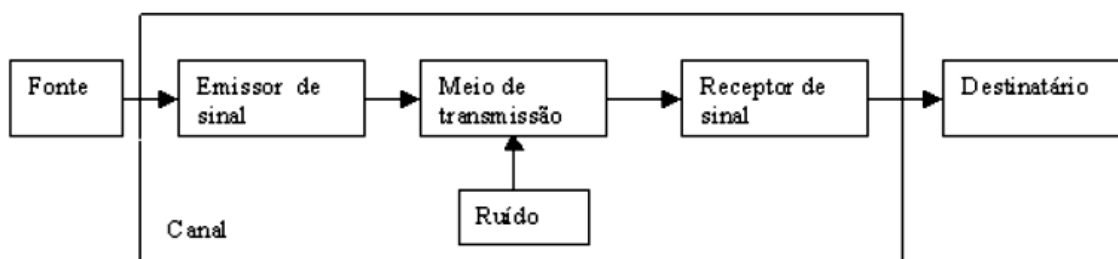 Fonte
Emissor de
sinal
Meio de
transmissão
Receptor de
sinal
Destinatário
Ruído
Canal